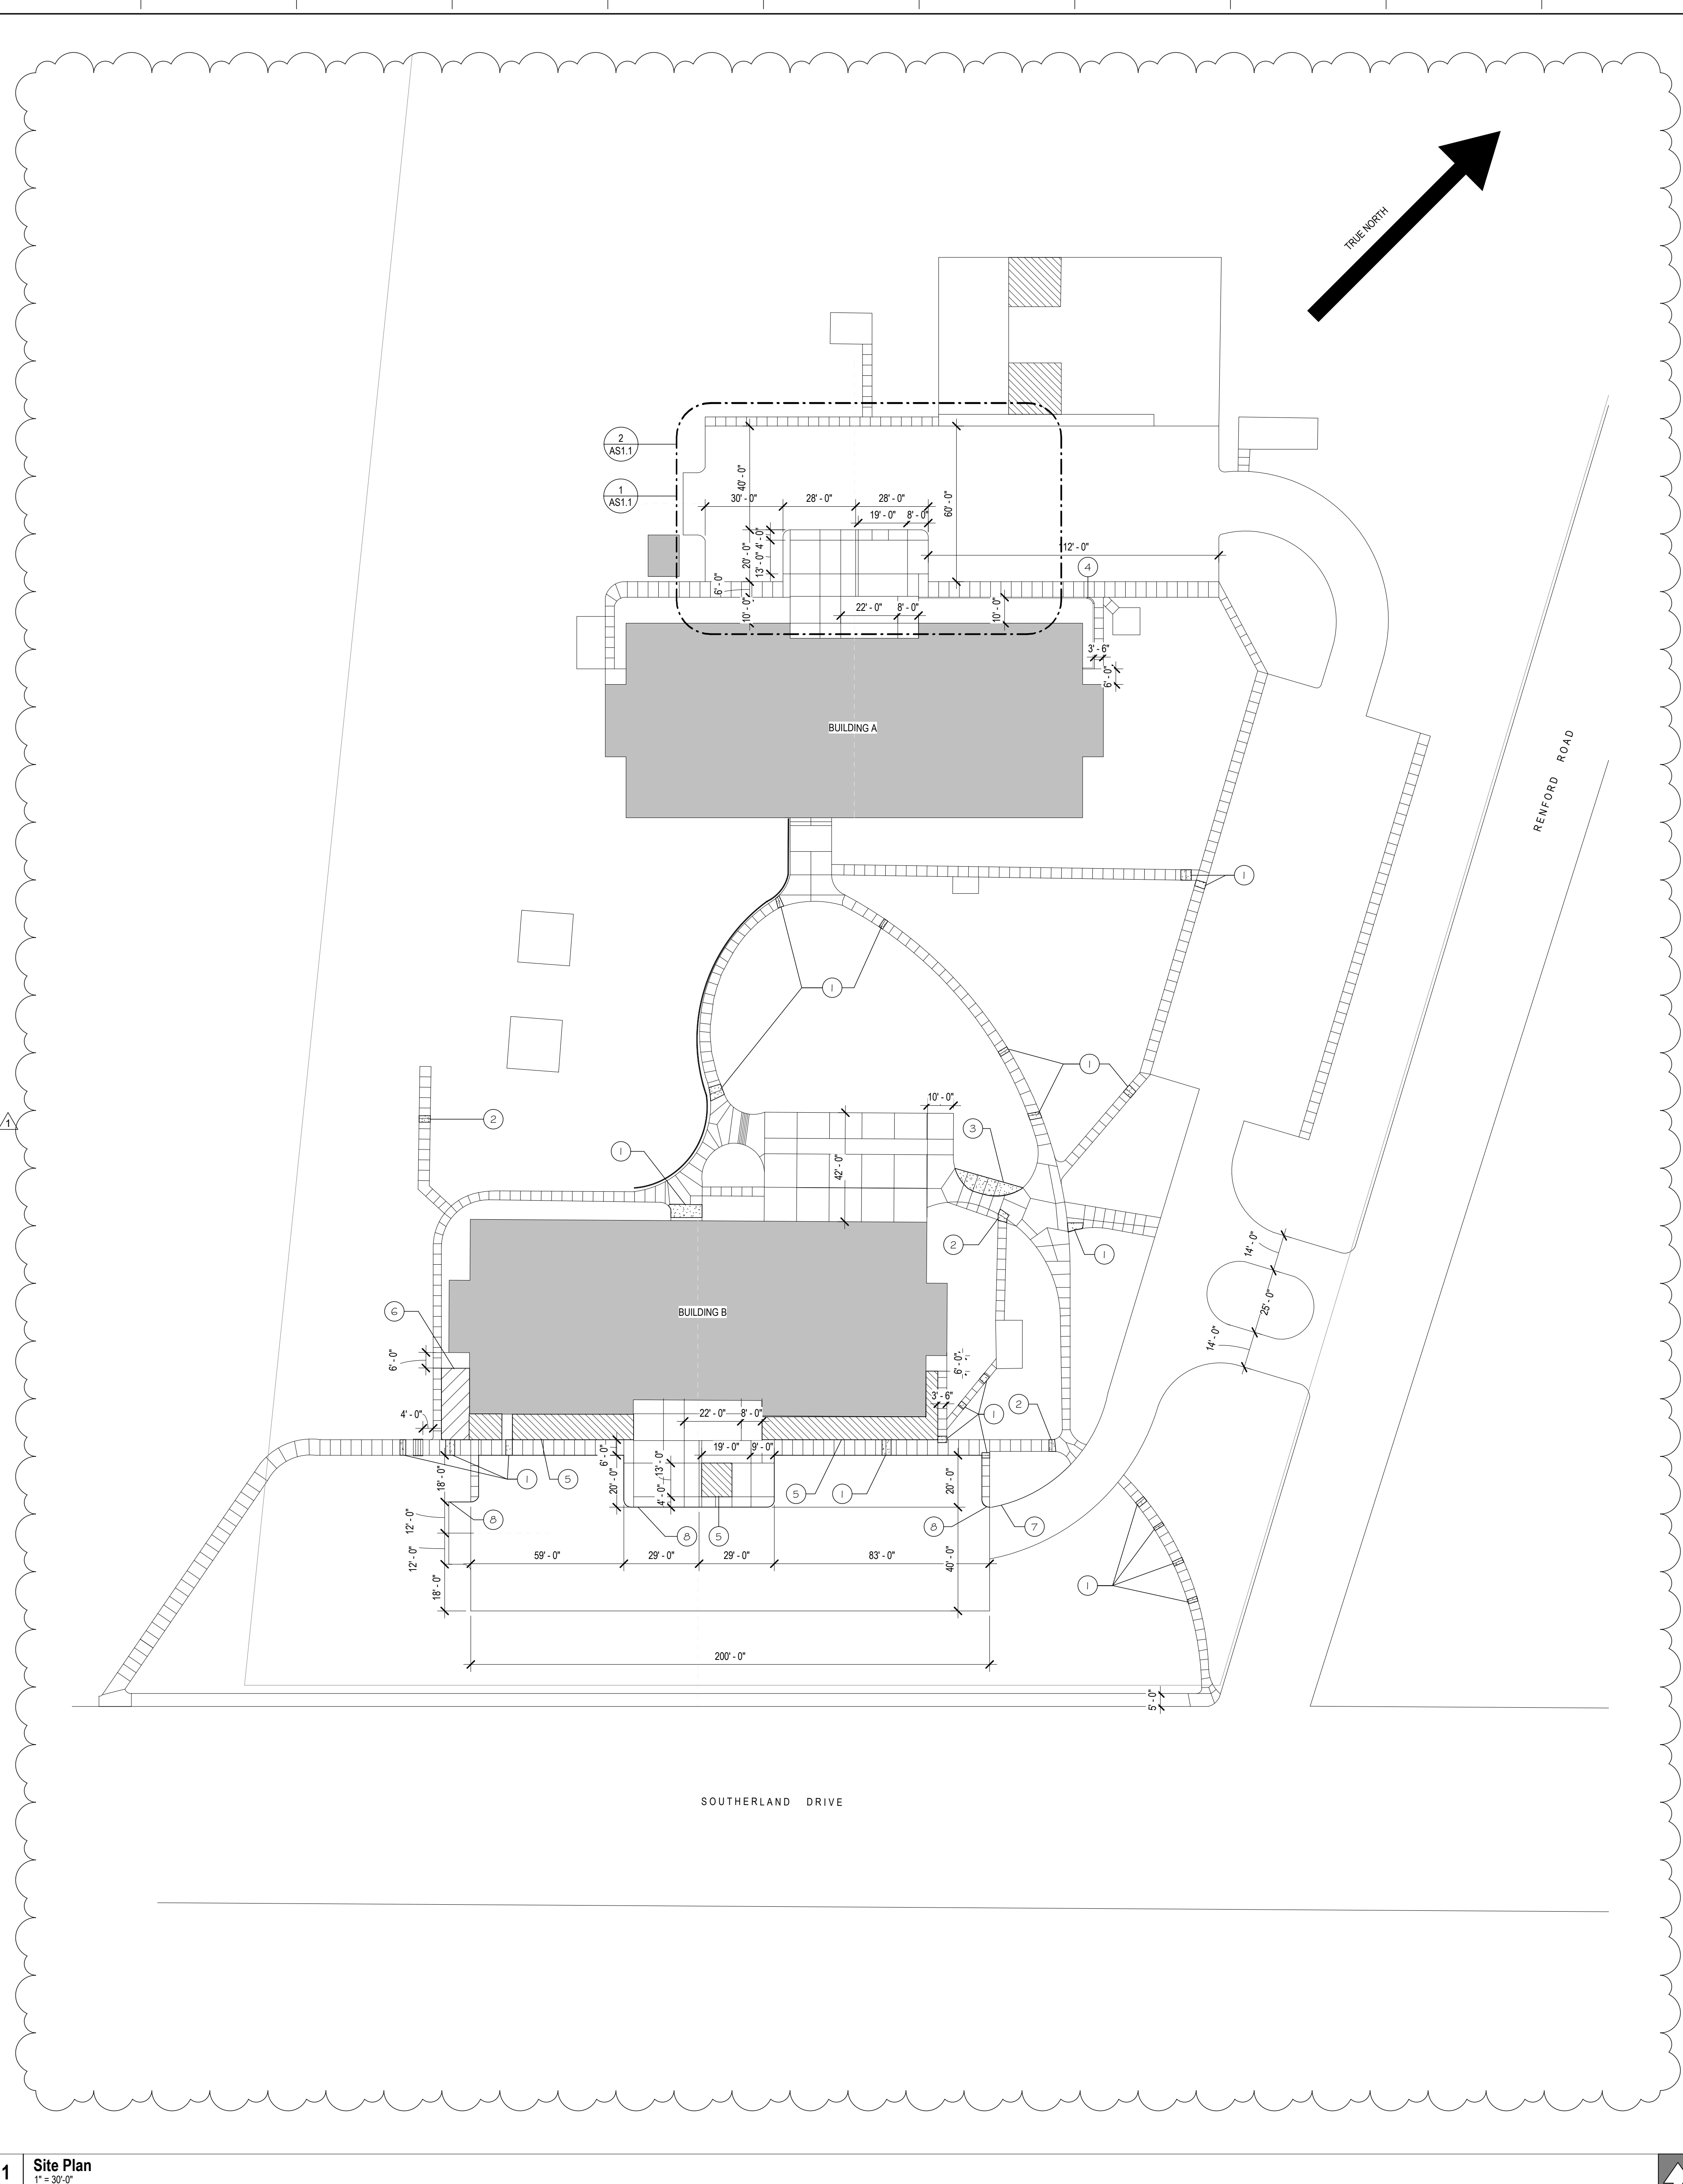 TRUE NORTH
2
AS1.1
1
AS1.1
40' - 0"
30' - 0"
28' - 0"
28' - 0"
60' - 0"
19' - 0"
8' - 0"
4' - 0"
20' - 0"
13' - 0"
12' - 0"
4
6' - 0"
10' - 0"
22' - 0"
8' - 0"
10' - 0"
3' - 6"
6' - 0"
BUILDING A
RENFORD ROAD
1
1
1
10' - 0"
1
2
3
1
42' - 0"
2
1
14' - 0"
25' - 0"
14' - 0"
6
BUILDING B
6' - 0"
6' - 0"
3' - 6"
4' - 0"
22' - 0"
8' - 0"
1
2
19' - 0"
9' - 0"
6' - 0"
13' - 0"
18' - 0"
1
5
20' - 0"
4' - 0"
5
1
20' - 0"
8
8
5
8
7
12' - 0"
12' - 0"
59' - 0"
29' - 0"
29' - 0"
83' - 0"
40' - 0"
18' - 0"
1
200' - 0"
5' - 0"
SOUTHERLAND DRIVE
1
1
Site Plan
1" = 30'-0"